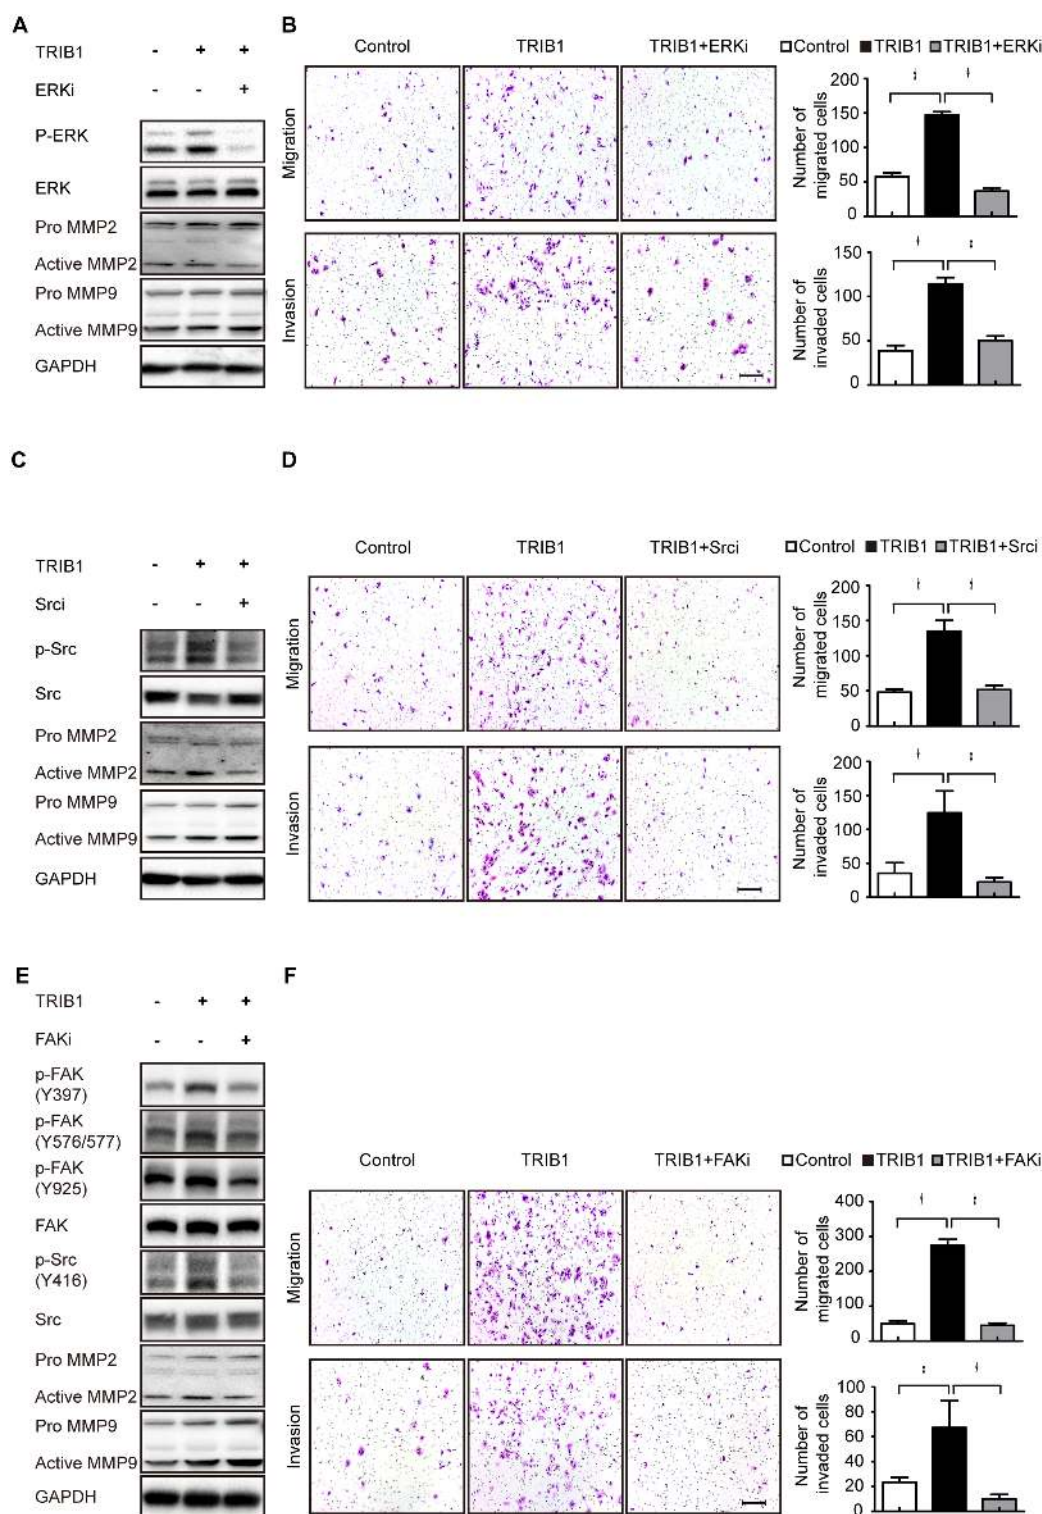 A
TRIB1 - + +
ERKi - - +
P-ERK
ERK
Pro MMP2
Active MMP2
Pro MMP9
Active MMP9
GAPDH
B
Control TRIB1 TRIB1+ERKi
Migration
Invasion
Control TRIB1 TRIB1+ERKi
Number of
migrated cells
200
150
100
50
0
Number of
invaded cells
150
100
50
0
C
TRIB1 - + +
Srci - - +
p-Src
Src
Pro MMP2
Active MMP2
Pro MMP9
Active MMP9
GAPDH
D
Control TRIB1 TRIB1+Srci
Migration
Invasion
Control TRIB1 TRIB1+Srci
Number of
migrated cells
200
150
100
50
0
Number of
invaded cells
200
150
100
50
0
E
TRIB1 - + +
FAKi - - +
p-FAK
(Y397)
p-FAK
(Y576/577)
p-FAK
(Y925)
FAK
p-Src
(Y416)
Src
Pro MMP2
Active MMP2
Pro MMP9
Active MMP9
GAPDH
F
Control TRIB1 TRIB1+FAKi
Migration
Invasion
Control TRIB1 TRIB1+FAKi
Number of
migrated cells
400
300
200
100
0
Number of
invaded cells
100
80
60
40
20
0